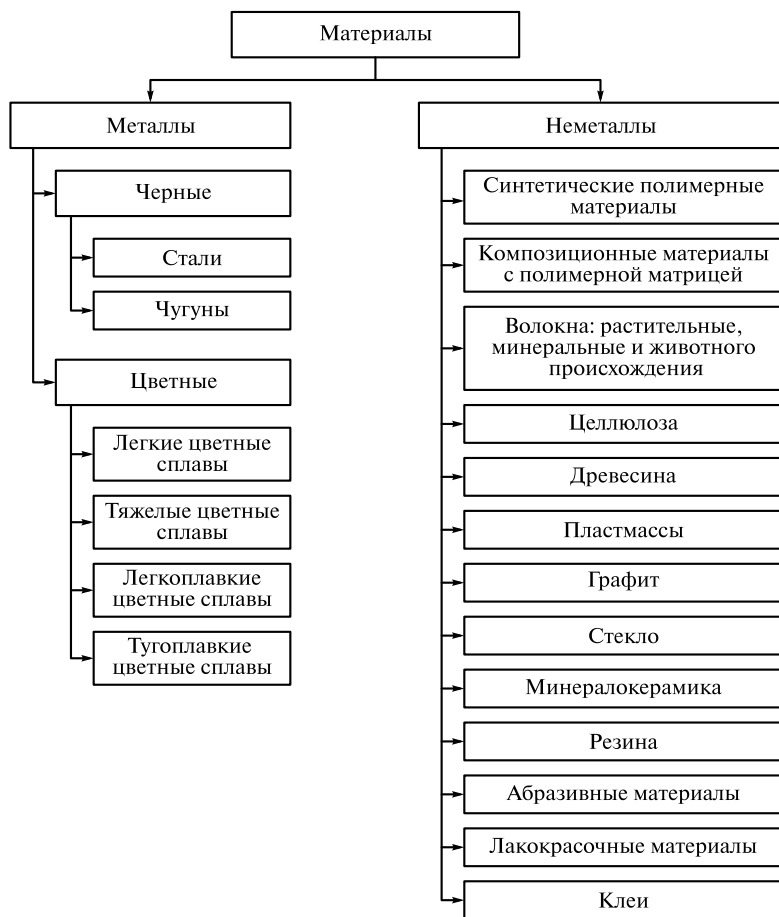 Материалы
Металлы
Черные
Стали
Чугуны
Цветные
Легкие цветные
сплавы
Тяжелые цветные
сплавы
Легкоплавкие
цветные сплавы
Тугоплавкие
цветные сплавы
Неметаллы
Синтетические полимерные
материалы
Композиционные материалы
с полимерной матрицей
Волокна: растительные,
минеральные и животного
происхождения
Целлюлоза
Древесина
Пластмассы
Графит
Стекло
Минералокерамика
Резина
Абразивные материалы
Лакокрасочные материалы
Клеи